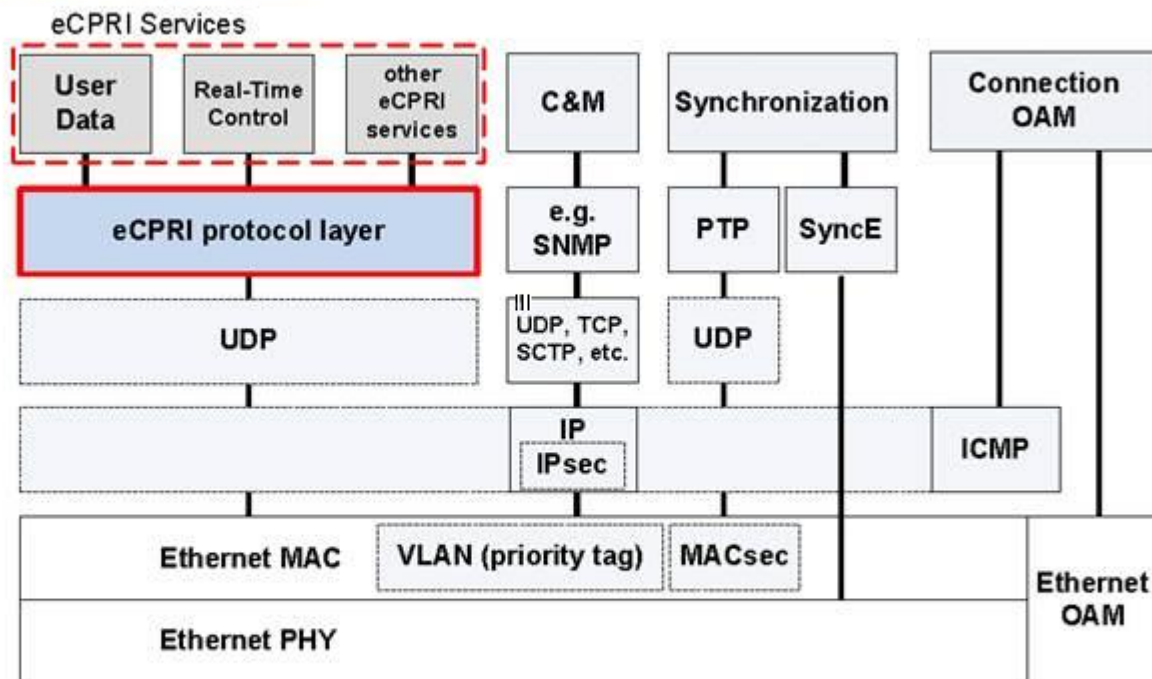 eCPRI Services
User
Data
Real-Time
Control
other
eCPRI
services
C&M
Synchronization
Connection
OAM
eCPRI protocol layer
e.g.
SNMP
PTP
SyncE
UDP
UDP, TCP,
SCTP, etc.
UDP
IP
IPsec
ICMP
Ethernet MAC
VLAN (priority tag)
MACsec
Ethernet
OAM
Ethernet PHY